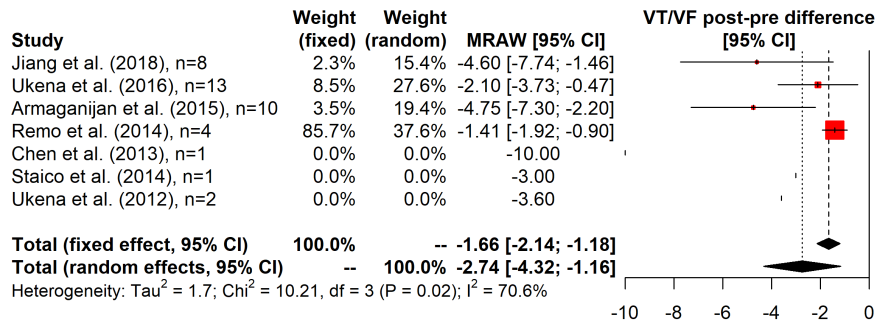 Weight Weight VT/VF post-pre difference
Study (fixed) (random) MRAW [95% CI] [95% CI]
Jiang et al. (2018), n=8 2.3% 15.4% -4.60 [-7.74; -1.46]
Ukena et al. (2016), n=13 8.5% 27.6% -2.10 [-3.73; -0.47]
Armaganijan et al. (2015), n=10 3.5% 19.4% -4.75 [-7.30; -2.20]
Remo et al. (2014), n=4 85.7% 37.6% -1.41 [-1.92; -0.90]
Chen et al. (2013), n=1 0.0% 0.0% -10.00
Staico et al. (2014), n=1 0.0% 0.0% -3.00
Ukena et al. (2012), n=2 0.0% 0.0% -3.60
Total (fixed effect, 95% CI) 100.0% -- -1.66 [-2.14; -1.18]
Total (random effects, 95% CI) -- 100.0% -2.74 [-4.32; -1.16]
Heterogeneity: Tau² = 1.7; Chi² = 10.21, df = 3 (P = 0.02); I² = 70.6%
-10 -8 -6 -4 -2 0